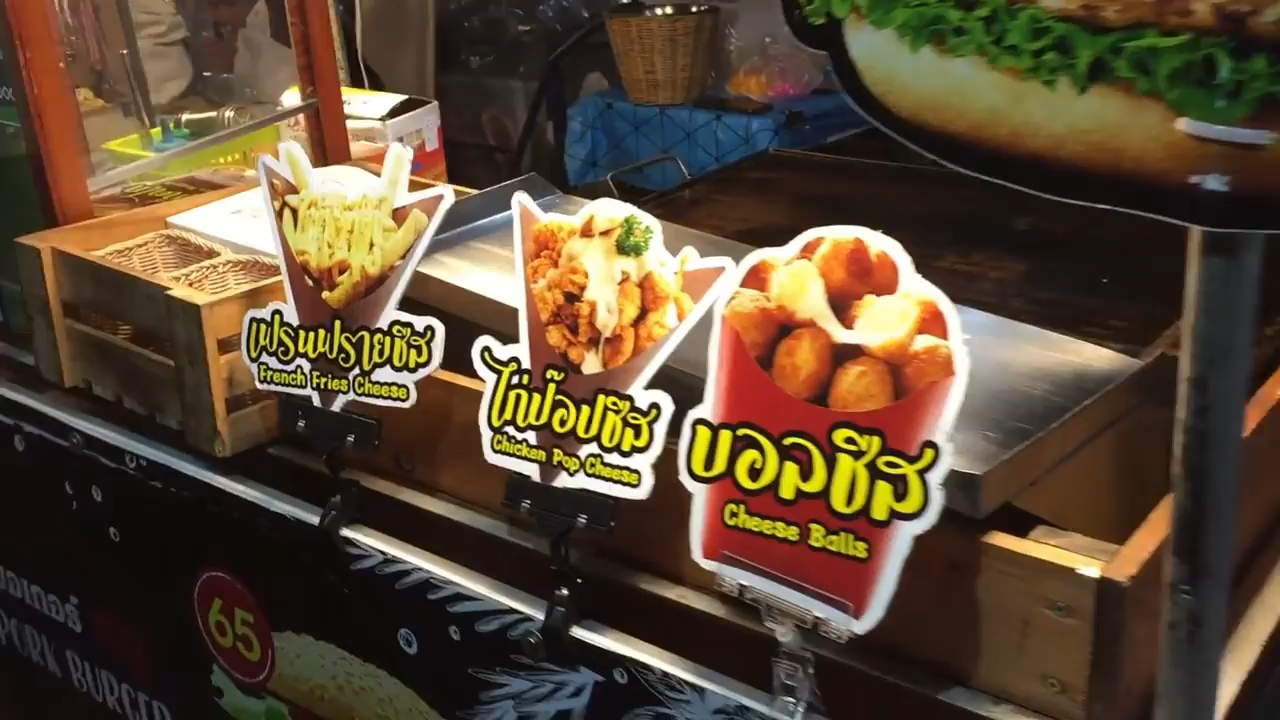 เฟรนฟรายชีส
French Fries Cheese
ไก่ป๊อปชีส
Chicken Pop Cheese
บอลชีส
Cheese Balls
65
PORK BURGER